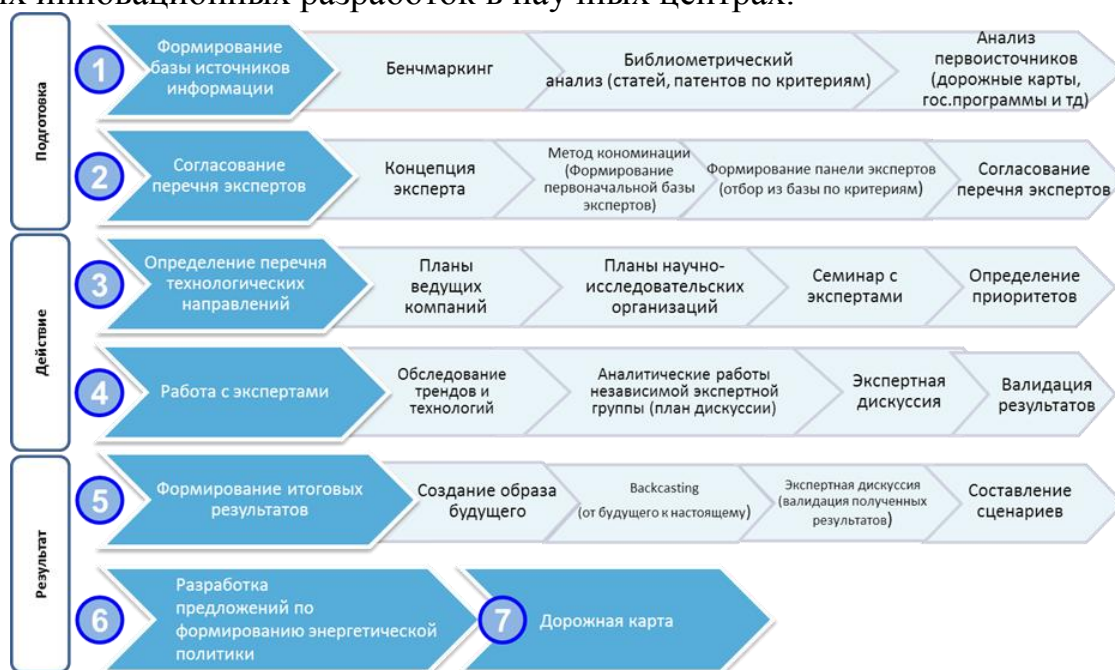 х инновационных разработок в научных центрах.
Подготовка
1
Формирование
базы источников
информации
Бенчмаркинг
Библиометрический
анализ (статей, патентов по критериям)
Анализ
первоисточников
(дорожные карты,
гос.программы и тд)
2
Согласование
перечня экспертов
Концепция
эксперта
Метод кономинации
(Формирование
первоначальной базы
экспертов)
Формирование панели экспертов
(отбор из базы по критериям)
Согласование
перечня экспертов
Действие
3
Определение перечня
технологических
направлений
Планы
ведущих
компаний
Планы научно-
исследовательских
организаций
Семинар с
экспертами
Определение
приоритетов
4
Работа с экспертами
Обследование
трендов и
технологий
Аналитические работы
независимой экспертной
группы (план дискуссии)
Экспертная
дискуссия
Валидация
результатов
Результат
5
Формирование итоговых
результатов
Создание образа
будущего
Backcasting
(от будущего к настоящему)
Экспертная дискуссия
(валидация полученных
результатов)
Составление
сценариев
6
Разработка
предложений по
формированию энергетической
политики
7
Дорожная карта